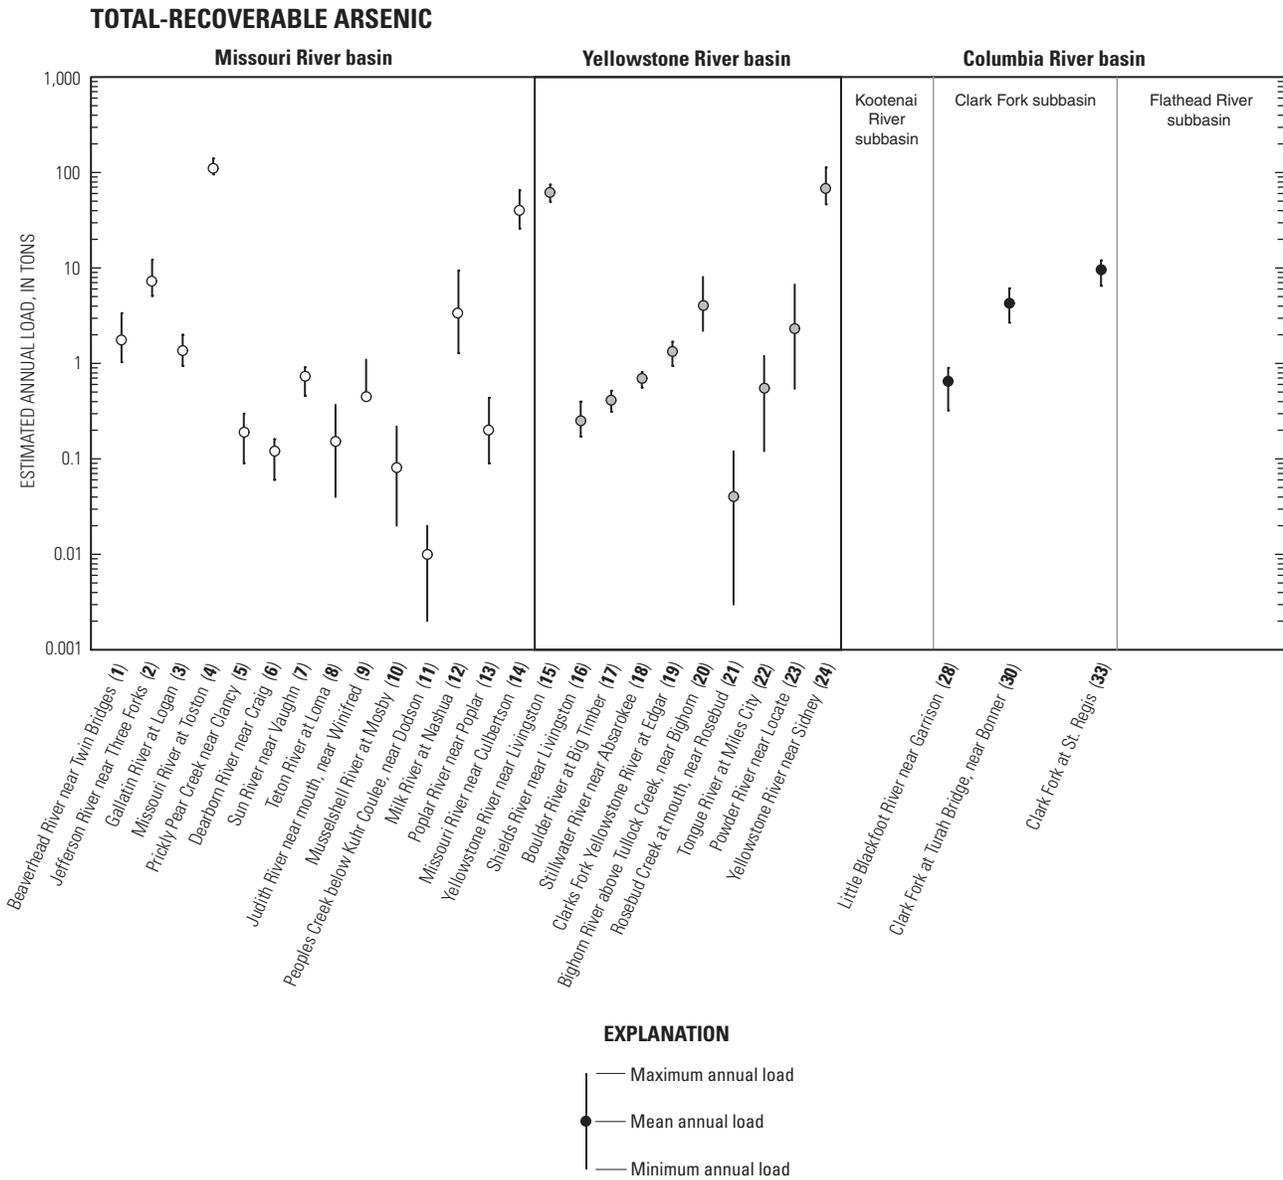 TOTAL-RECOVERABLE ARSENIC
Missouri River basin
Yellowstone River basin
Columbia River basin
Kootenai
River
subbasin
Clark Fork subbasin
Flathead River
subbasin
ESTIMATED ANNUAL LOAD, IN TONS
1,000
100
10
1
0.1
0.01
0.001
Beaverhead River near Twin Bridges (1)
Jefferson River near Three Forks (2)
Gallatin River at Logan (3)
Missouri River at Toston (4)
Prickly Pear Creek near Clancy (5)
Dearborn River near Craig (6)
Sun River near Vaughn (7)
Teton River at Loma (8)
Judith River near mouth, near Winifred (9)
Musselshell River at Mosby (10)
Peoples Creek below Kuhr Coulee, near Dodson (11)
Milk River at Nashua (12)
Poplar River near Poplar (13)
Missouri River near Culbertson (14)
Yellowstone River near Livingston (15)
Shields River near Livingston (16)
Boulder River at Big Timber (17)
Stillwater River near Absarokee (18)
Clarks Fork Yellowstone River at Edgar (19)
Bighorn River above Tullock Creek, near Bighorn (20)
Rosebud Creek at mouth, near Rosebud (21)
Tongue River at Miles City (22)
Powder River near Locate (23)
Yellowstone River near Sidney (24)
Little Blackfoot River near Garrison (28)
Clark Fork at Turah Bridge, near Bonner (30)
Clark Fork at St. Regis (33)
EXPLANATION
Maximum annual load
Mean annual load
Minimum annual load